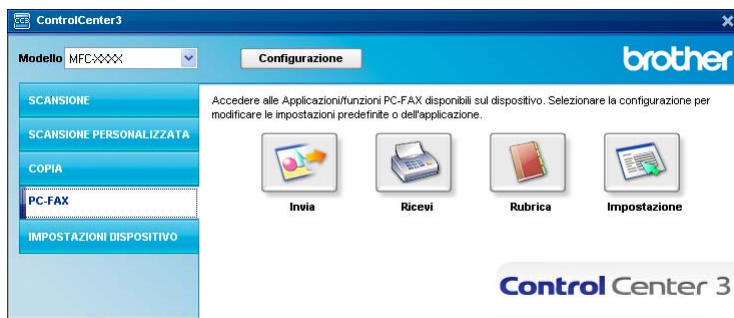 ControlCenter3
Modello MFC-XXXX
Configurazione
brother
SCANSIONE
SCANSIONE PERSONALIZZATA
COPIA
PC-FAX
IMPOSTAZIONI DISPOSITIVO
Accedere alle Applicazioni/funzioni PC-FAX disponibili sul dispositivo. Selezionare la configurazione per
modificare le impostazioni predefinite o dell'applicazione.
Invia
Ricevi
Rubrica
Impostazione
Control Center 3